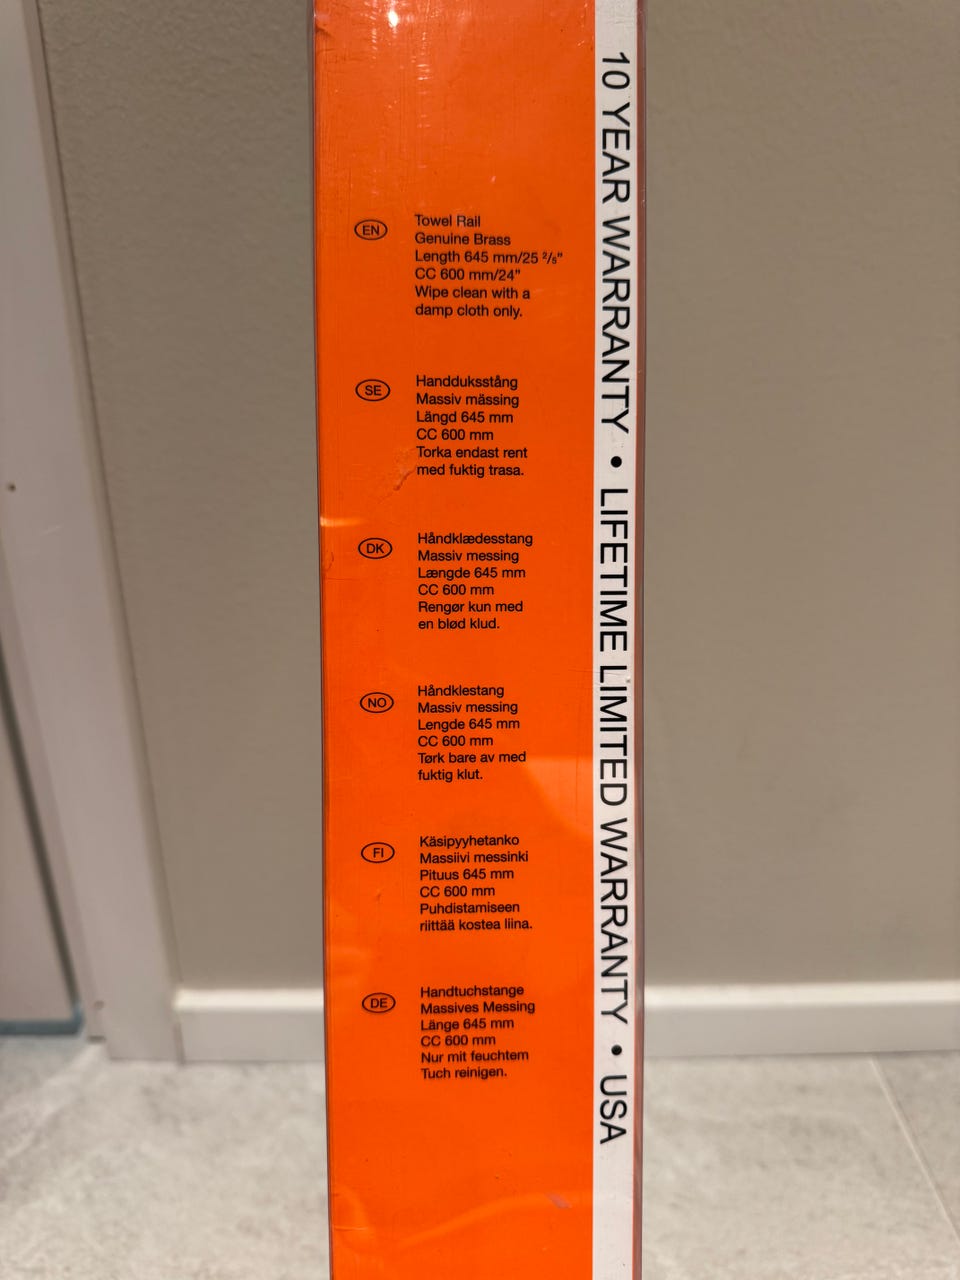 EN
Towel Rail
Genuine Brass
Length 645 mm/25 ²/₅”
CC 600 mm/24”
Wipe clean with a
damp cloth only.
SE
Handduksstång
Massiv mässing
Längd 645 mm
CC 600 mm
Torka endast rent
med fuktig trasa.
DK
Håndklædesstang
Massiv messing
Længde 645 mm
CC 600 mm
Rengør kun med
en blød klud.
NO
Håndklestang
Massiv messing
Lengde 645 mm
CC 600 mm
Tørk bare av med
fuktig klut.
FI
Käsipyyhetanko
Massiivi messinki
Pituus 645 mm
CC 600 mm
Puhdistamiseen
riittää kostea liina.
DE
Handtuchstange
Massives Messing
Länge 645 mm
CC 600 mm
Nur mit feuchtem
Tuch reinigen.
10 YEAR WARRANTY • LIFETIME LIMITED WARRANTY • USA